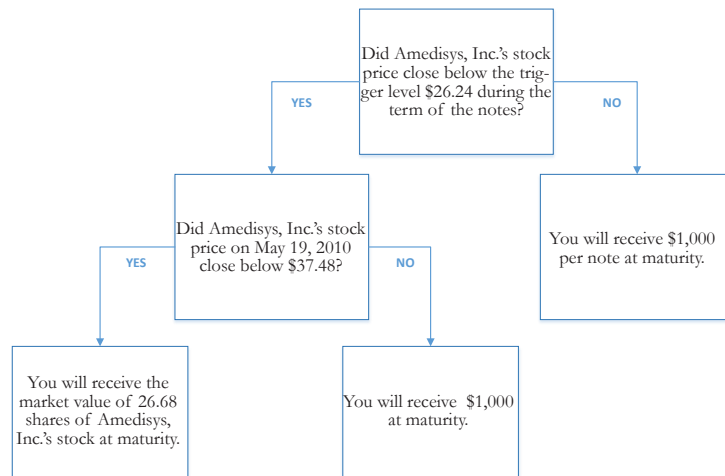 Did Amedisys, Inc.'s stock
price close below the trig-
ger level $26.24 during the
term of the notes?
YES
NO
Did Amedisys, Inc.'s stock
price on May 19, 2010
close below $37.48?
You will receive $1,000
per note at maturity.
YES
NO
You will receive the
market value of 26.68
shares of Amedisys,
Inc.'s stock at maturity.
You will receive $1,000
at maturity.